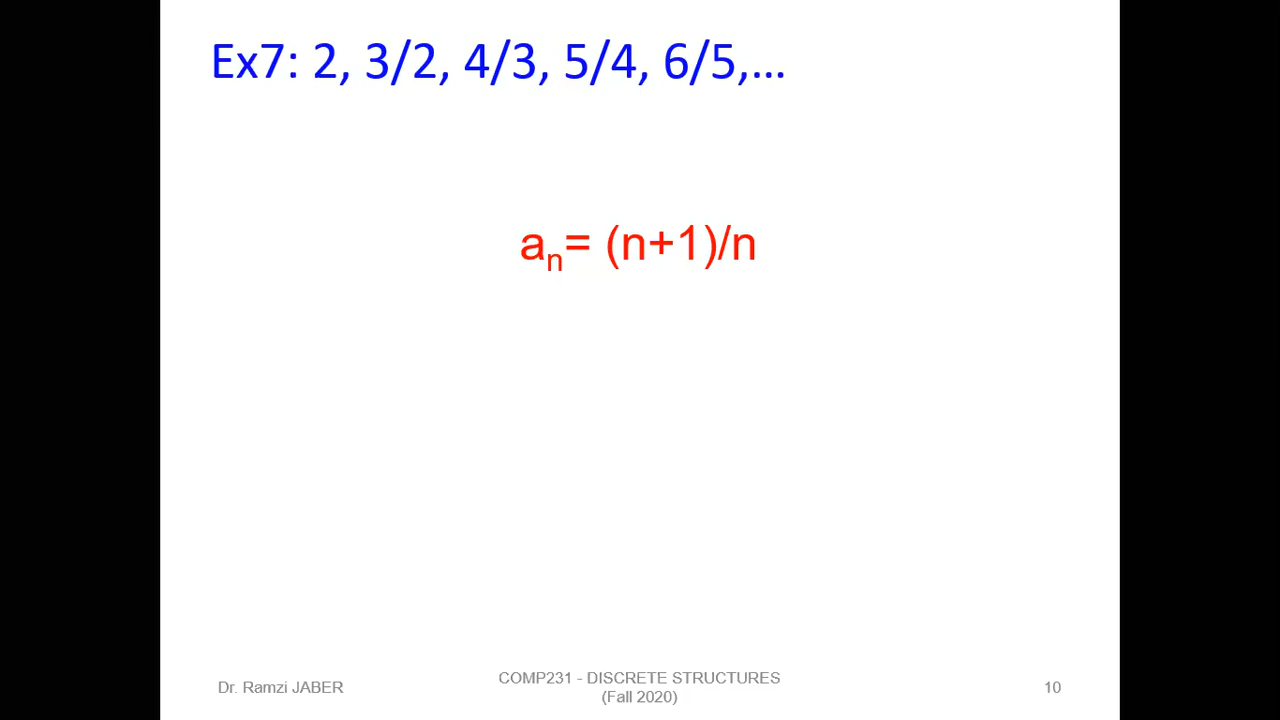 Ex7: 2, 3/2, 4/3, 5/4, 6/5,...
aₙ= (n+1)/n
Dr. Ramzi JABER
COMP231 - DISCRETE STRUCTURES
(Fall 2020)
10